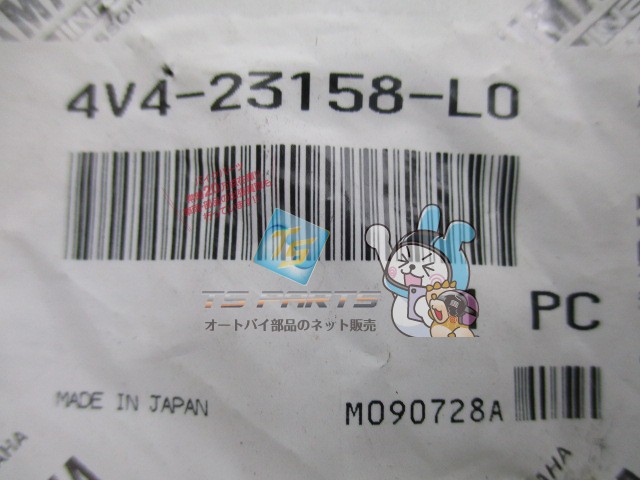 4V4-23158-L0
TS PARTS
オートバイ部品のネット販売
PC
MADE IN JAPAN
M090728A